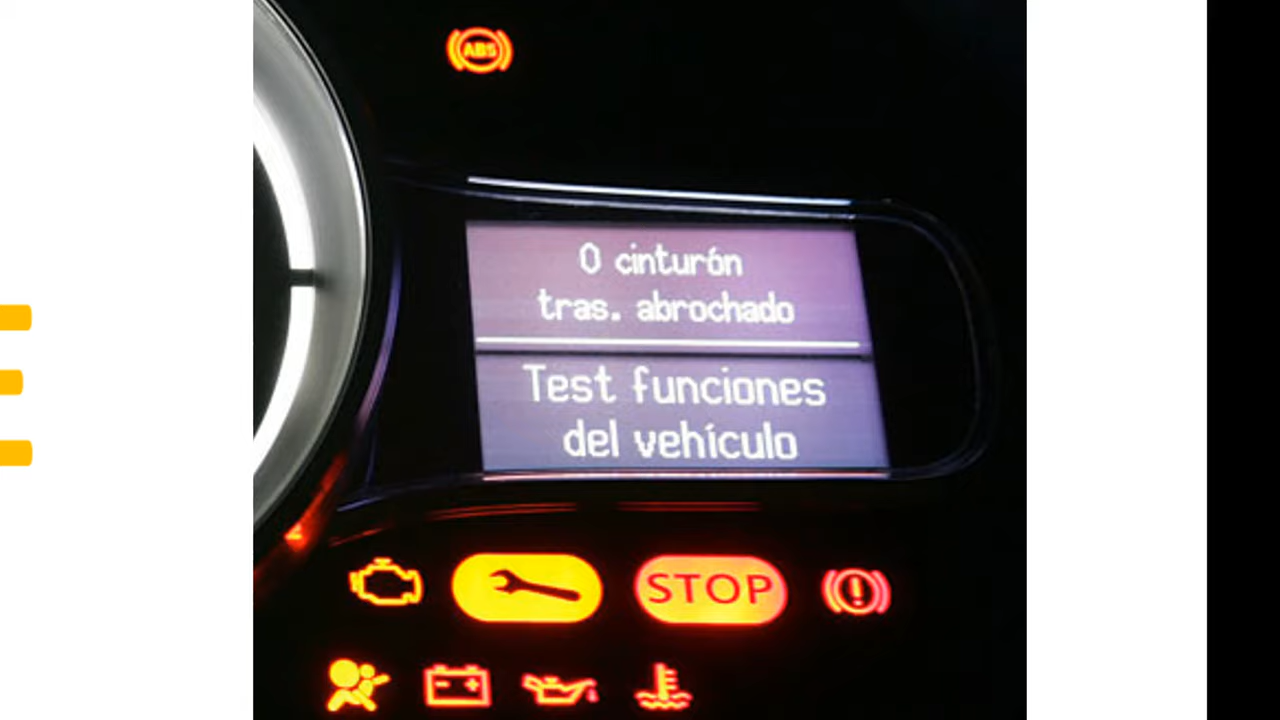 ABS
0 cinturón
tras. abrochado
Test funciones
del vehículo
STOP